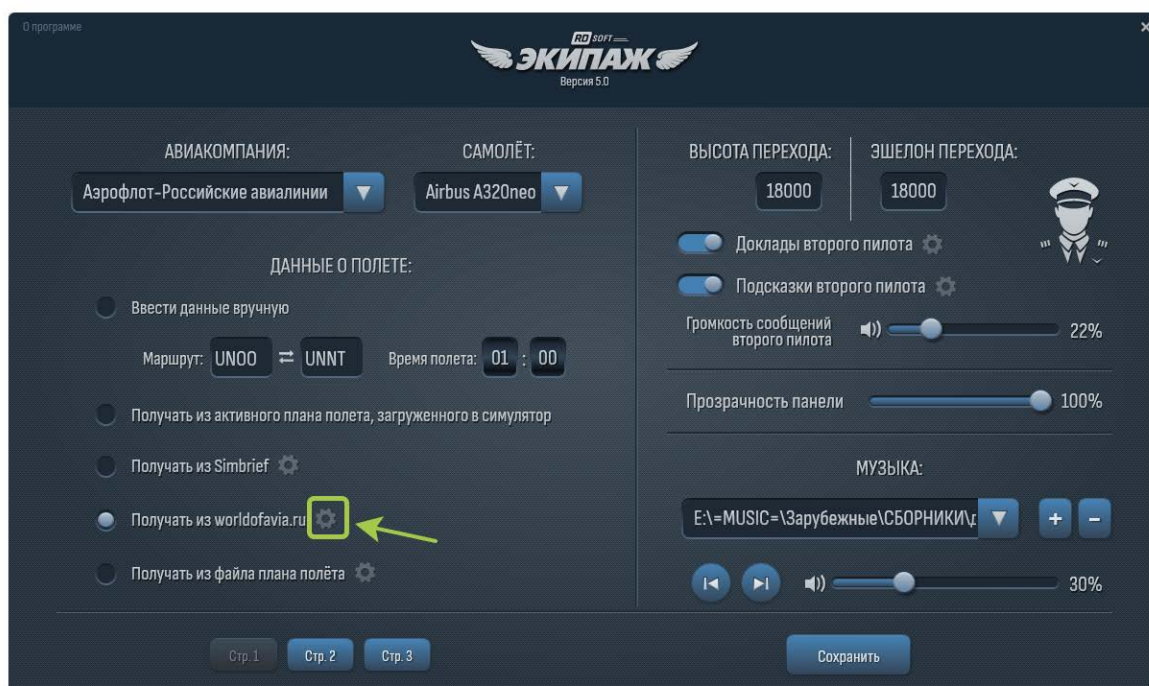 О программе
RD SOFT
ЭКИПАЖ
Версия 5.0
АВИАКОМПАНИЯ:
САМОЛЁТ:
Аэрофлот-Российские авиалинии
Airbus A320neo
ДАННЫЕ О ПОЛЕТЕ:
Ввести данные вручную
Маршрут: UNOO ⇄ UNNT Время полета: 01 : 00
Получать из активного плана полета, загруженного в симулятор
Получать из Simbrief
Получать из worldofavia.ru
Получать из файла плана полёта
Стр. 1 Стр. 2 Стр. 3
ВЫСОТА ПЕРЕХОДА:
ЭШЕЛОН ПЕРЕХОДА:
18000
18000
Доклады второго пилота
Подсказки второго пилота
Громкость сообщений
второго пилота
22%
Прозрачность панели 100%
МУЗЫКА:
E:\=MUSIC=\Зарубежные\СБОРНИКИ\
+ -
30%
Сохранить